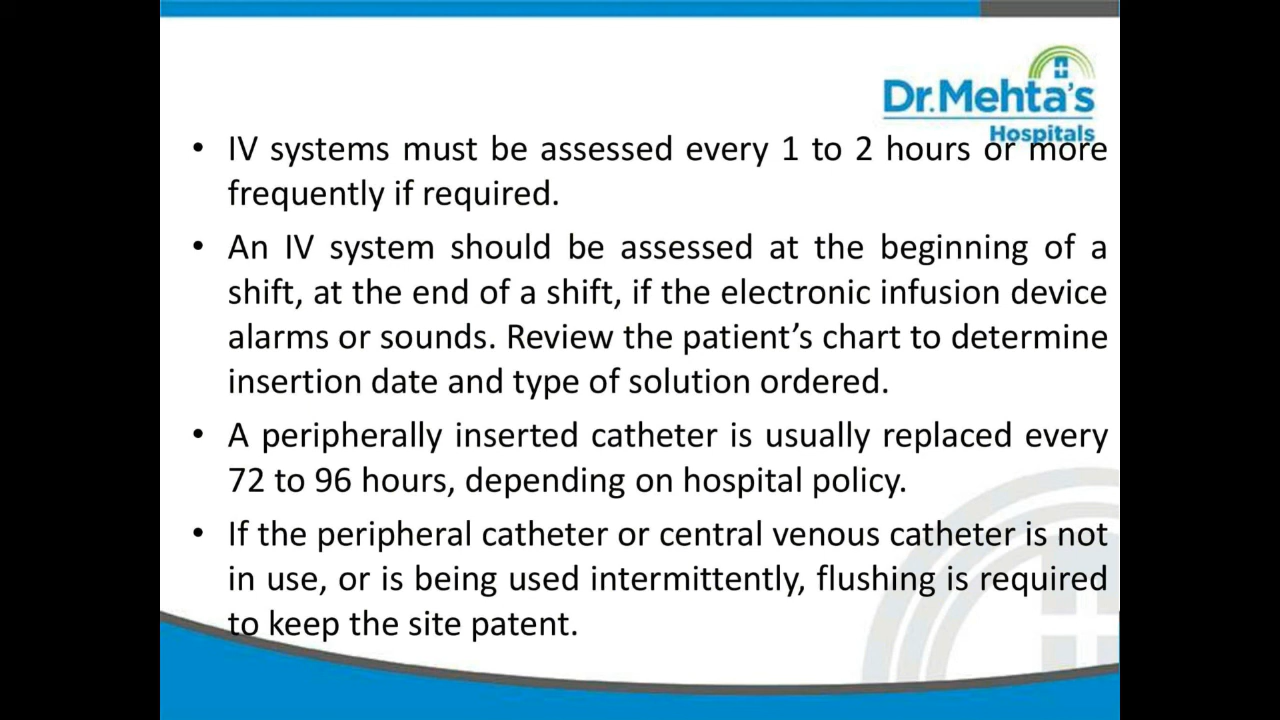 Dr.Mehta's
Hospitals
• IV systems must be assessed every 1 to 2 hours or more
frequently if required.
• An IV system should be assessed at the beginning of a
shift, at the end of a shift, if the electronic infusion device
alarms or sounds. Review the patient’s chart to determine
insertion date and type of solution ordered.
• A peripherally inserted catheter is usually replaced every
72 to 96 hours, depending on hospital policy.
• If the peripheral catheter or central venous catheter is not
in use, or is being used intermittently, flushing is required
to keep the site patent.